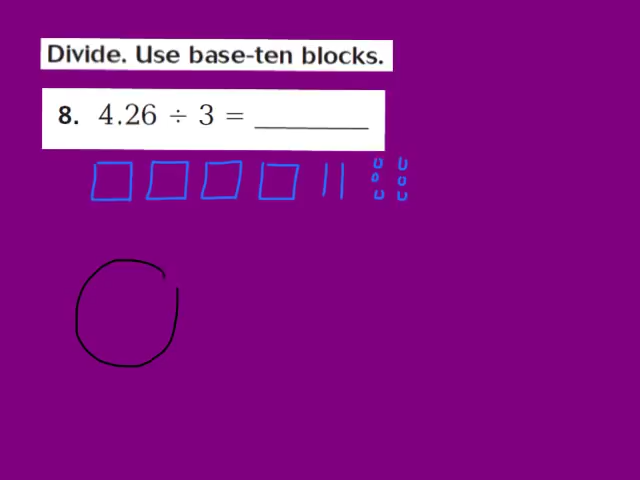 Divide. Use base-ten blocks.
8. 4.26 ÷ 3 = ________